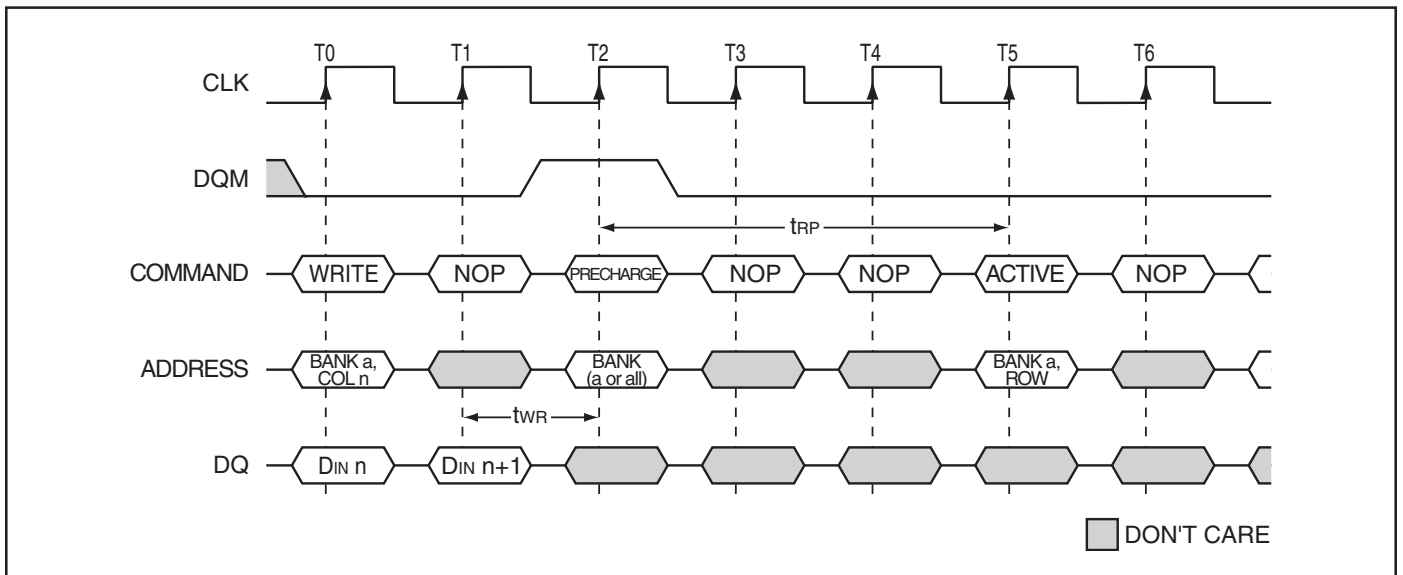 T0 T1 T2 T3 T4 T5 T6
CLK
DQM
tRP
COMMAND WRITE NOP PRECHARGE NOP NOP ACTIVE NOP
ADDRESS BANK a, COL n BANK (a or all) BANK a, ROW
tWR
DQ DIN n DIN n+1
DON'T CARE